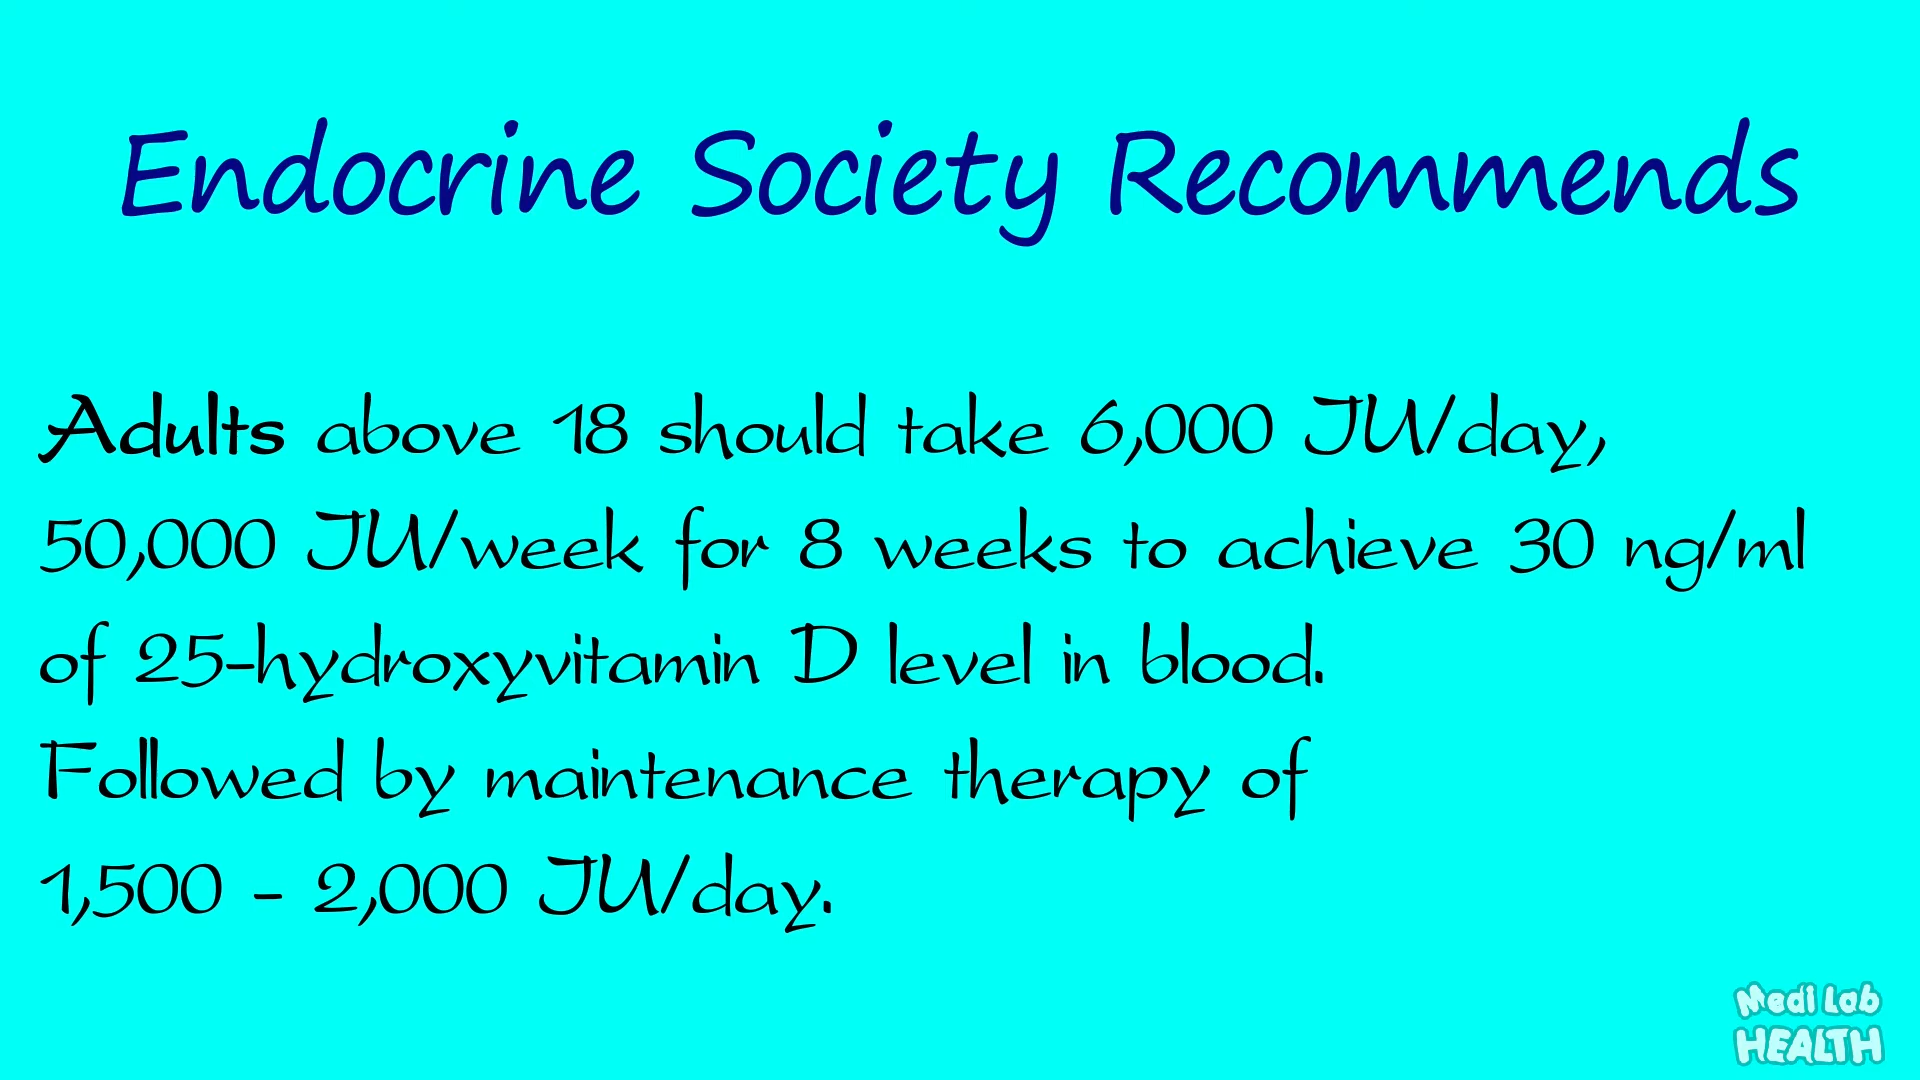 Endocrine Society Recommends
Adults above 18 should take 6,000 IU/day,
50,000 IU/week for 8 weeks to achieve 30 ng/ml
of 25-hydroxyvitamin D level in blood.
Followed by maintenance therapy of
1,500 - 2,000 IU/day.
Medi Lab
HEALTH